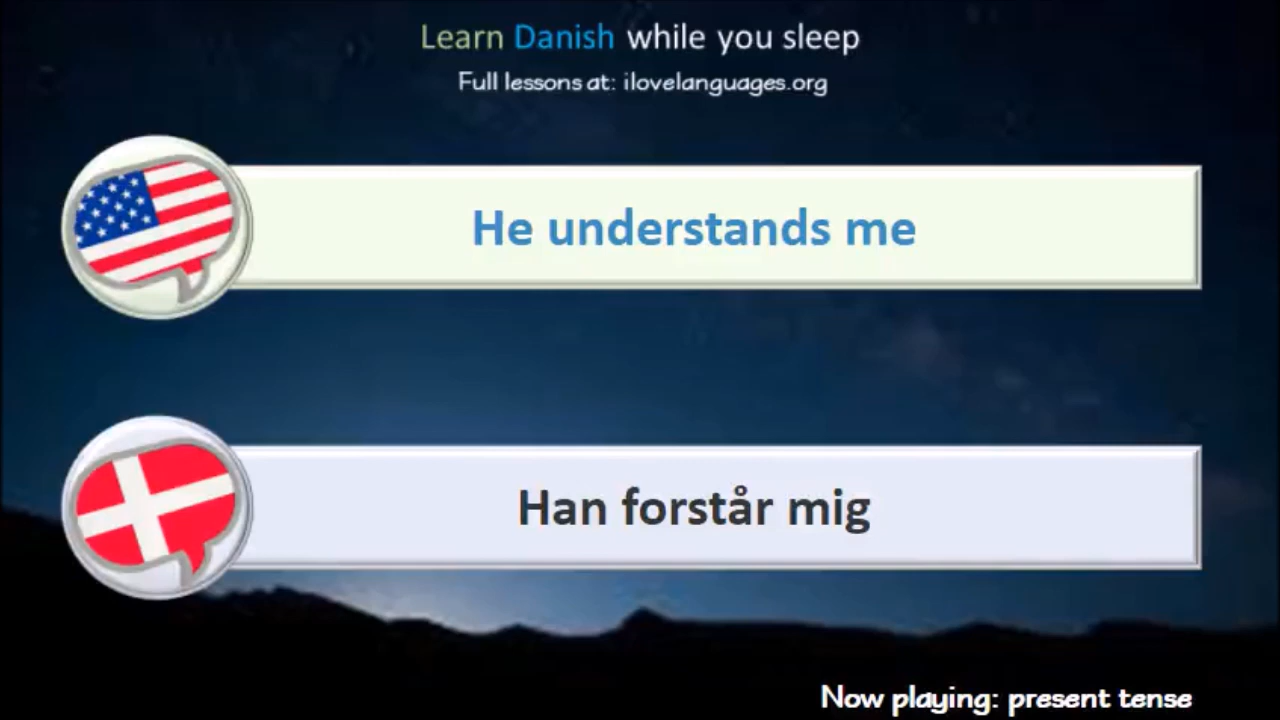 Learn Danish while you sleep
Full lessons at: ilovelanguages.org
He understands me
Han forstår mig
Now playing: present tense